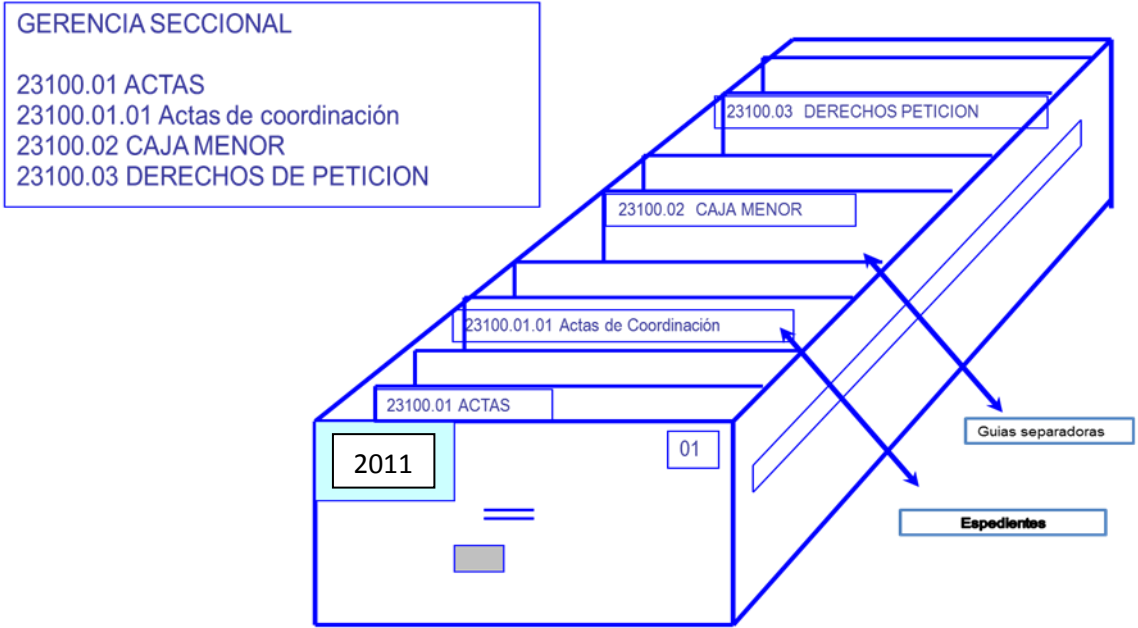 GERENCIA SECCIONAL
23100.01 ACTAS
23100.01.01 Actas de coordinación
23100.02 CAJA MENOR
23100.03 DERECHOS DE PETICION
23100.03 DERECHOS PETICION
23100.02 CAJA MENOR
23100.01.01 Actas de Coordinación
23100.01 ACTAS
2011
01
Guias separadoras
Espedientes